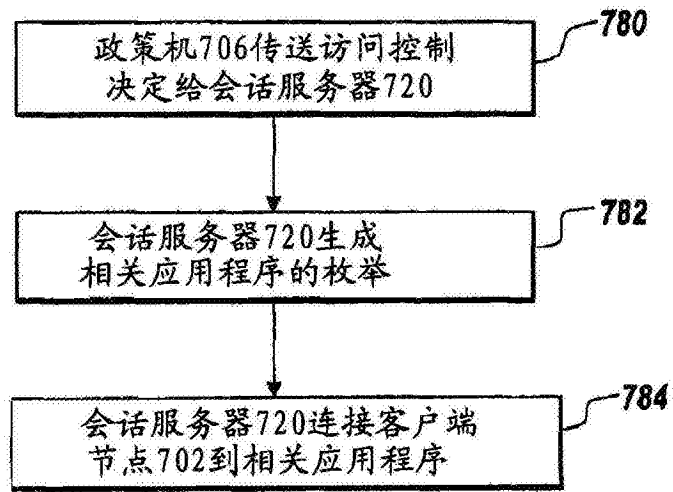 政策机706传送访问控制
决定给会话服务器720
780
会话服务器720生成
相关应用程序的枚举
782
会话服务器720连接客户端
节点702到相关应用程序
784